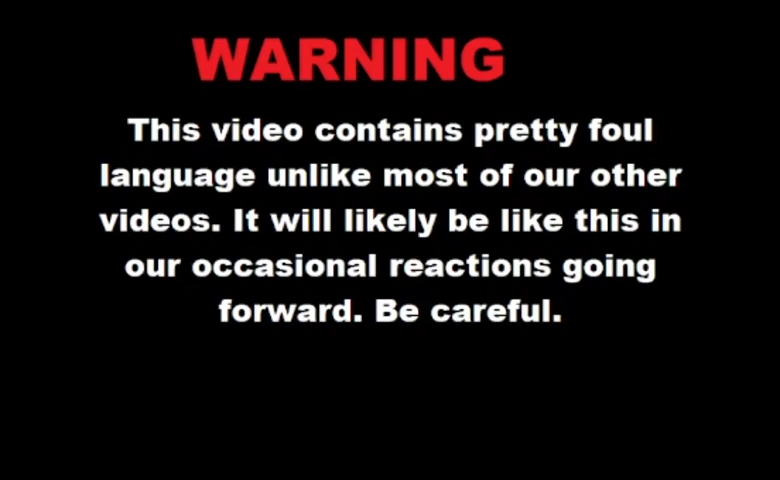 WARNING
This video contains pretty foul
language unlike most of our other
videos. It will likely be like this in
our occasional reactions going
forward. Be careful.